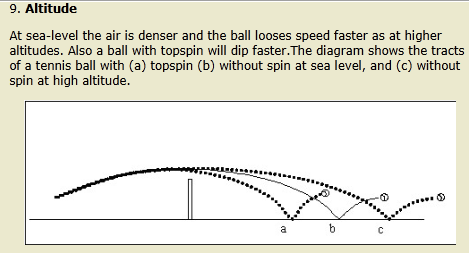 9. Altitude
At sea-level the air is denser and the ball looses speed faster as at higher
altitudes. Also a ball with topspin will dip faster.The diagram shows the tracts
of a tennis ball with (a) topspin (b) without spin at sea level, and (c) without
spin at high altitude.
a b c